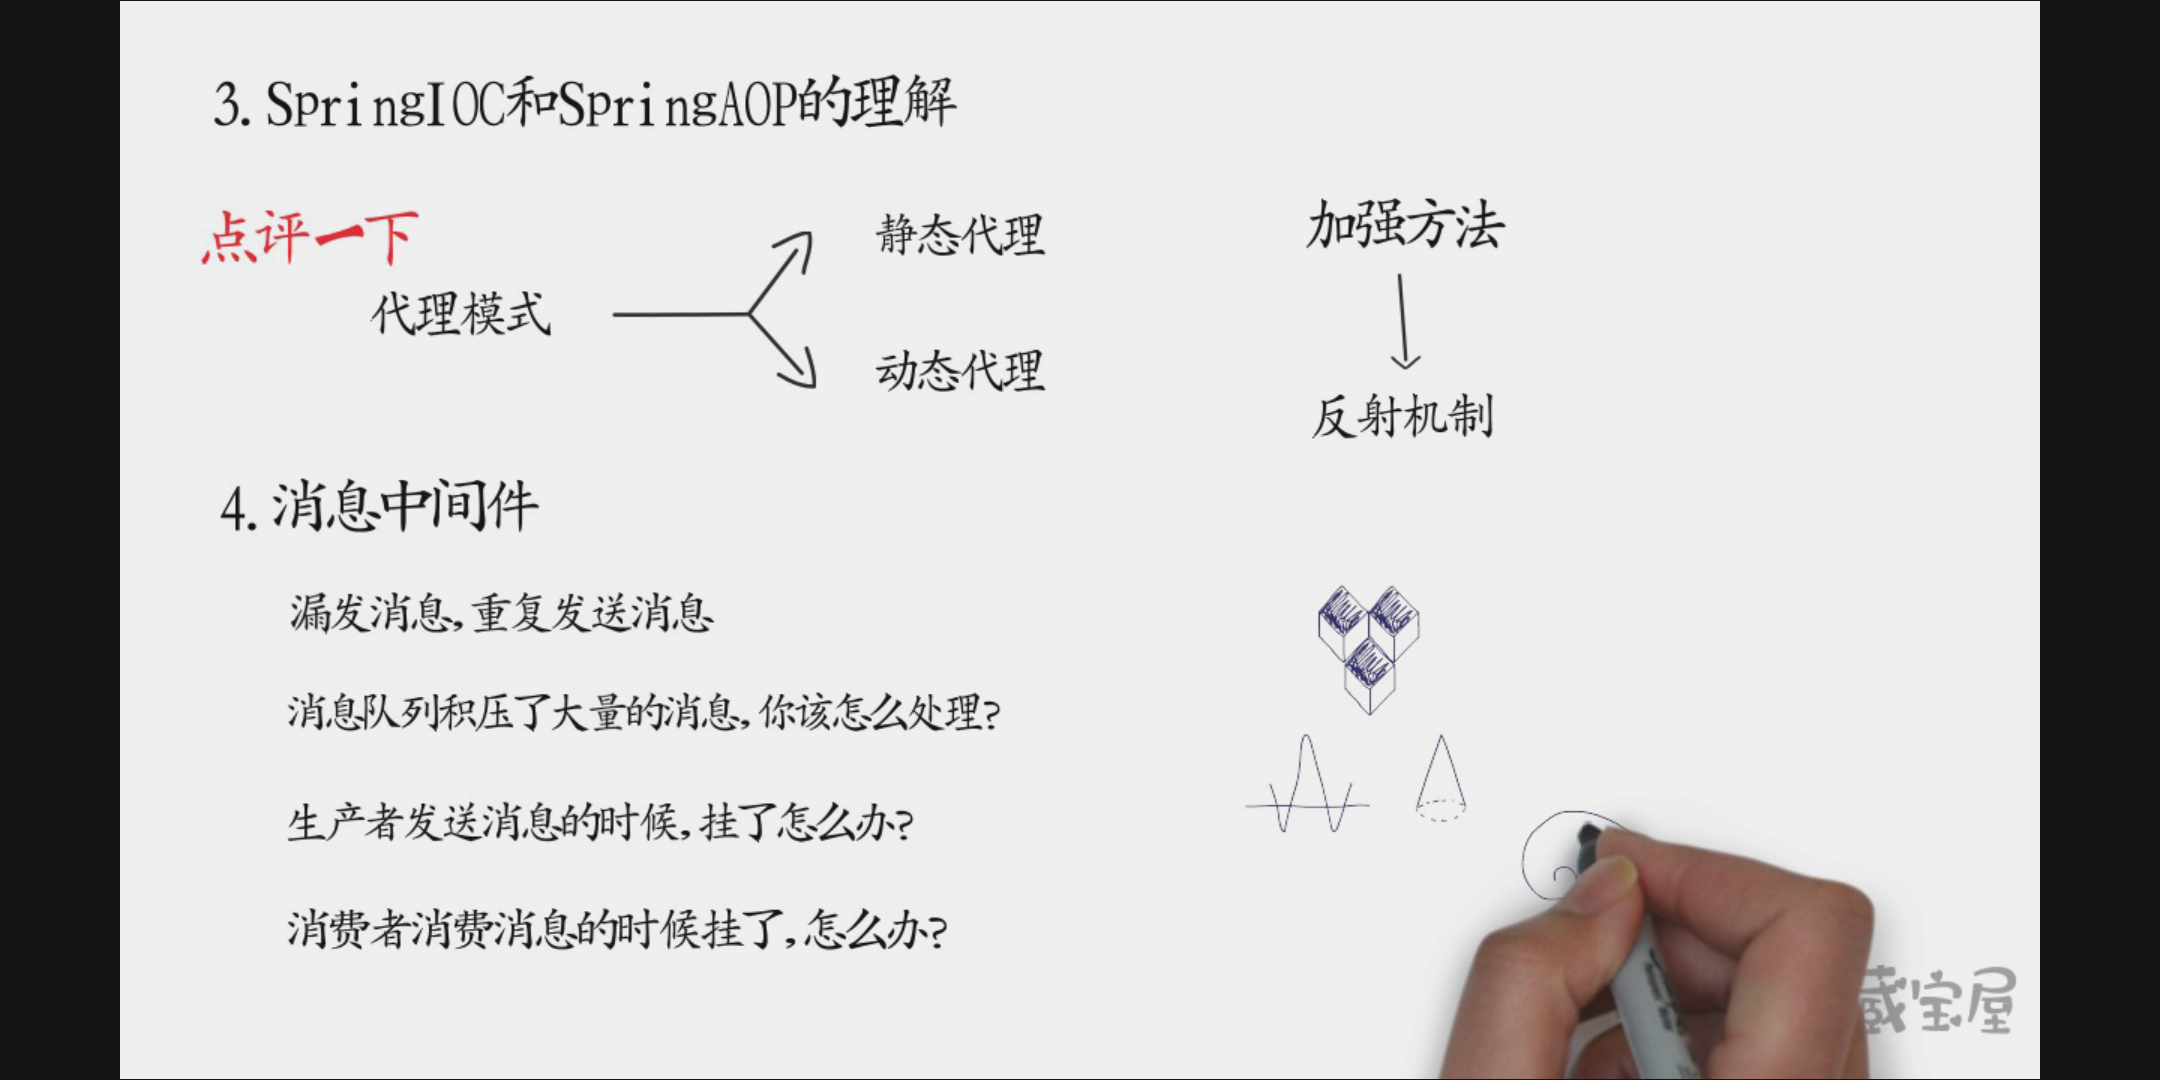 3. SpringIOC和SpringAOP的理解
点评一下
代理模式
静态代理
动态代理
加强方法
反射机制
4. 消息中间件
漏发消息,重复发送消息
消息队列积压了大量的消息,你该怎么处理?
生产者发送消息的时候,挂了怎么办?
消费者消费消息的时候挂了,怎么办?
宝屋